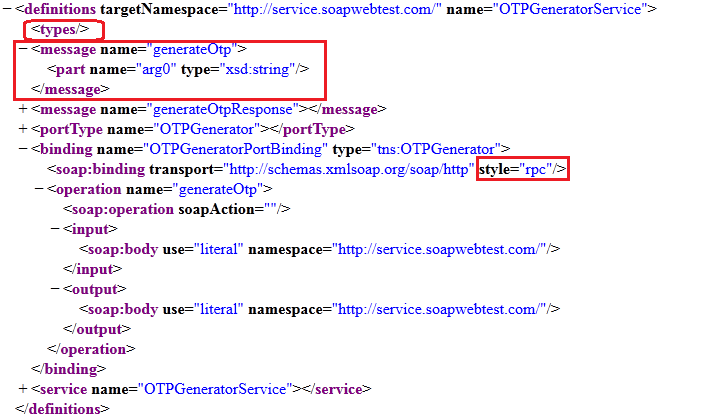 − <definitions targetNamespace="http://service.soapwebtest.com/" name="OTPGeneratorService">
<types/>
− <message name="generateOtp">
<part name="arg0" type="xsd:string"/>
</message>
+ <message name="generateOtpResponse"></message>
+ <portType name="OTPGenerator"></portType>
− <binding name="OTPGeneratorPortBinding" type="tns:OTPGenerator">
<soap:binding transport="http://schemas.xmlsoap.org/soap/http" style="rpc"/>
− <operation name="generateOtp">
<soap:operation soapAction=""/>
− <input>
<soap:body use="literal" namespace="http://service.soapwebtest.com/"/>
</input>
− <output>
<soap:body use="literal" namespace="http://service.soapwebtest.com/"/>
</output>
</operation>
</binding>
+ <service name="OTPGeneratorService"></service>
</definitions>